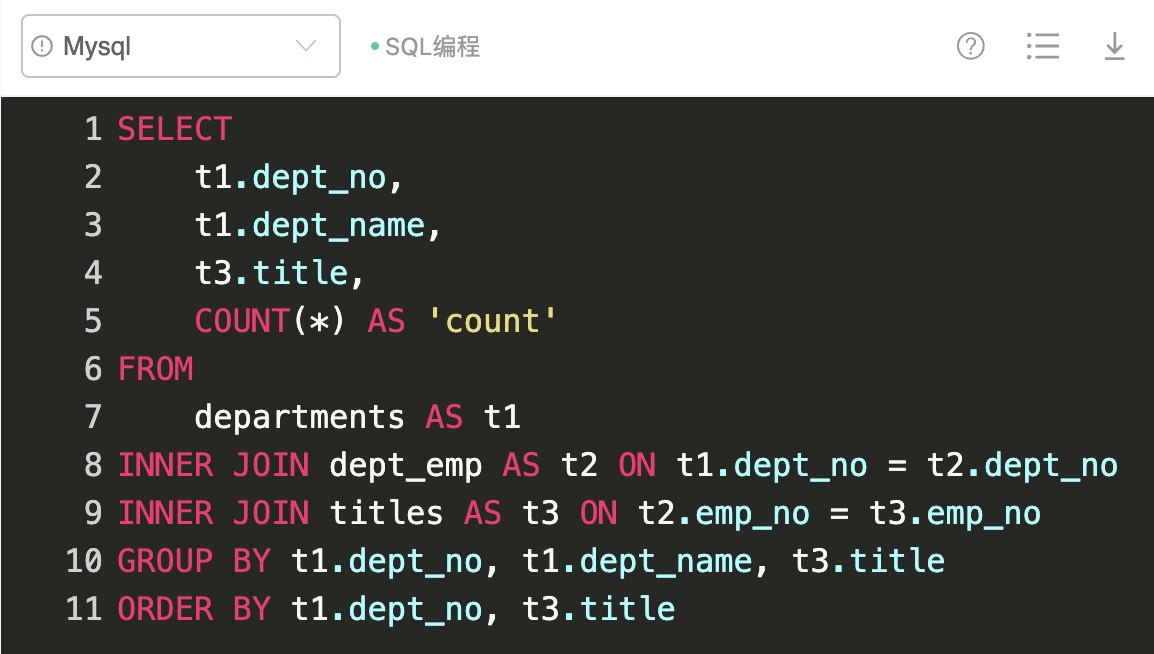 Mysql
SQL编程
1 SELECT
2     t1.dept_no,
3     t1.dept_name,
4     t3.title,
5     COUNT(*) AS 'count'
6 FROM
7     departments AS t1
8 INNER JOIN dept_emp AS t2 ON t1.dept_no = t2.dept_no
9 INNER JOIN titles AS t3 ON t2.emp_no = t3.emp_no
10 GROUP BY t1.dept_no, t1.dept_name, t3.title
11 ORDER BY t1.dept_no, t3.title